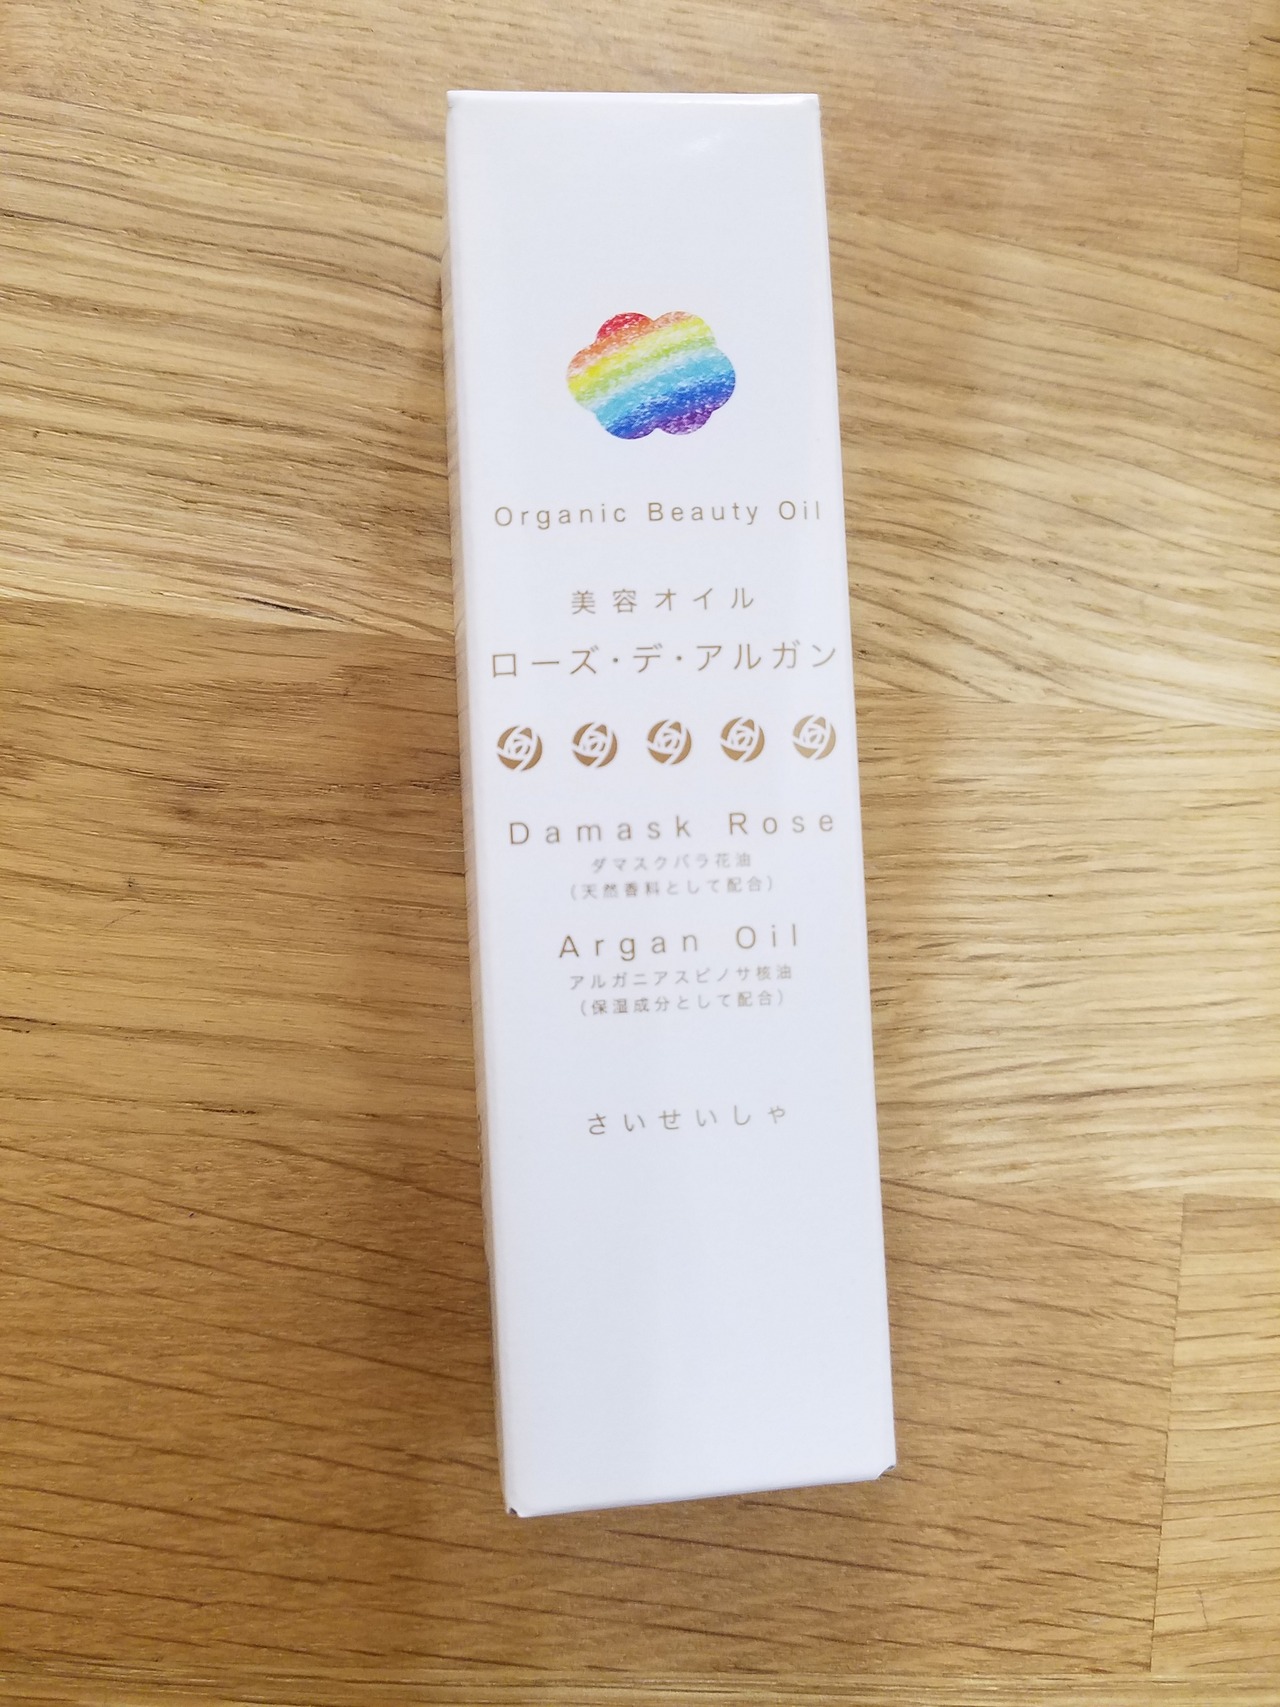 Organic Beauty Oil
美容オイル
ローズ・デ・アルガン
Damask Rose
ダマスクバラ花油
(天然香料として配合)
Argan Oil
アルガニアスピノサ核油
(保湿成分として配合)
さいせいしゃ